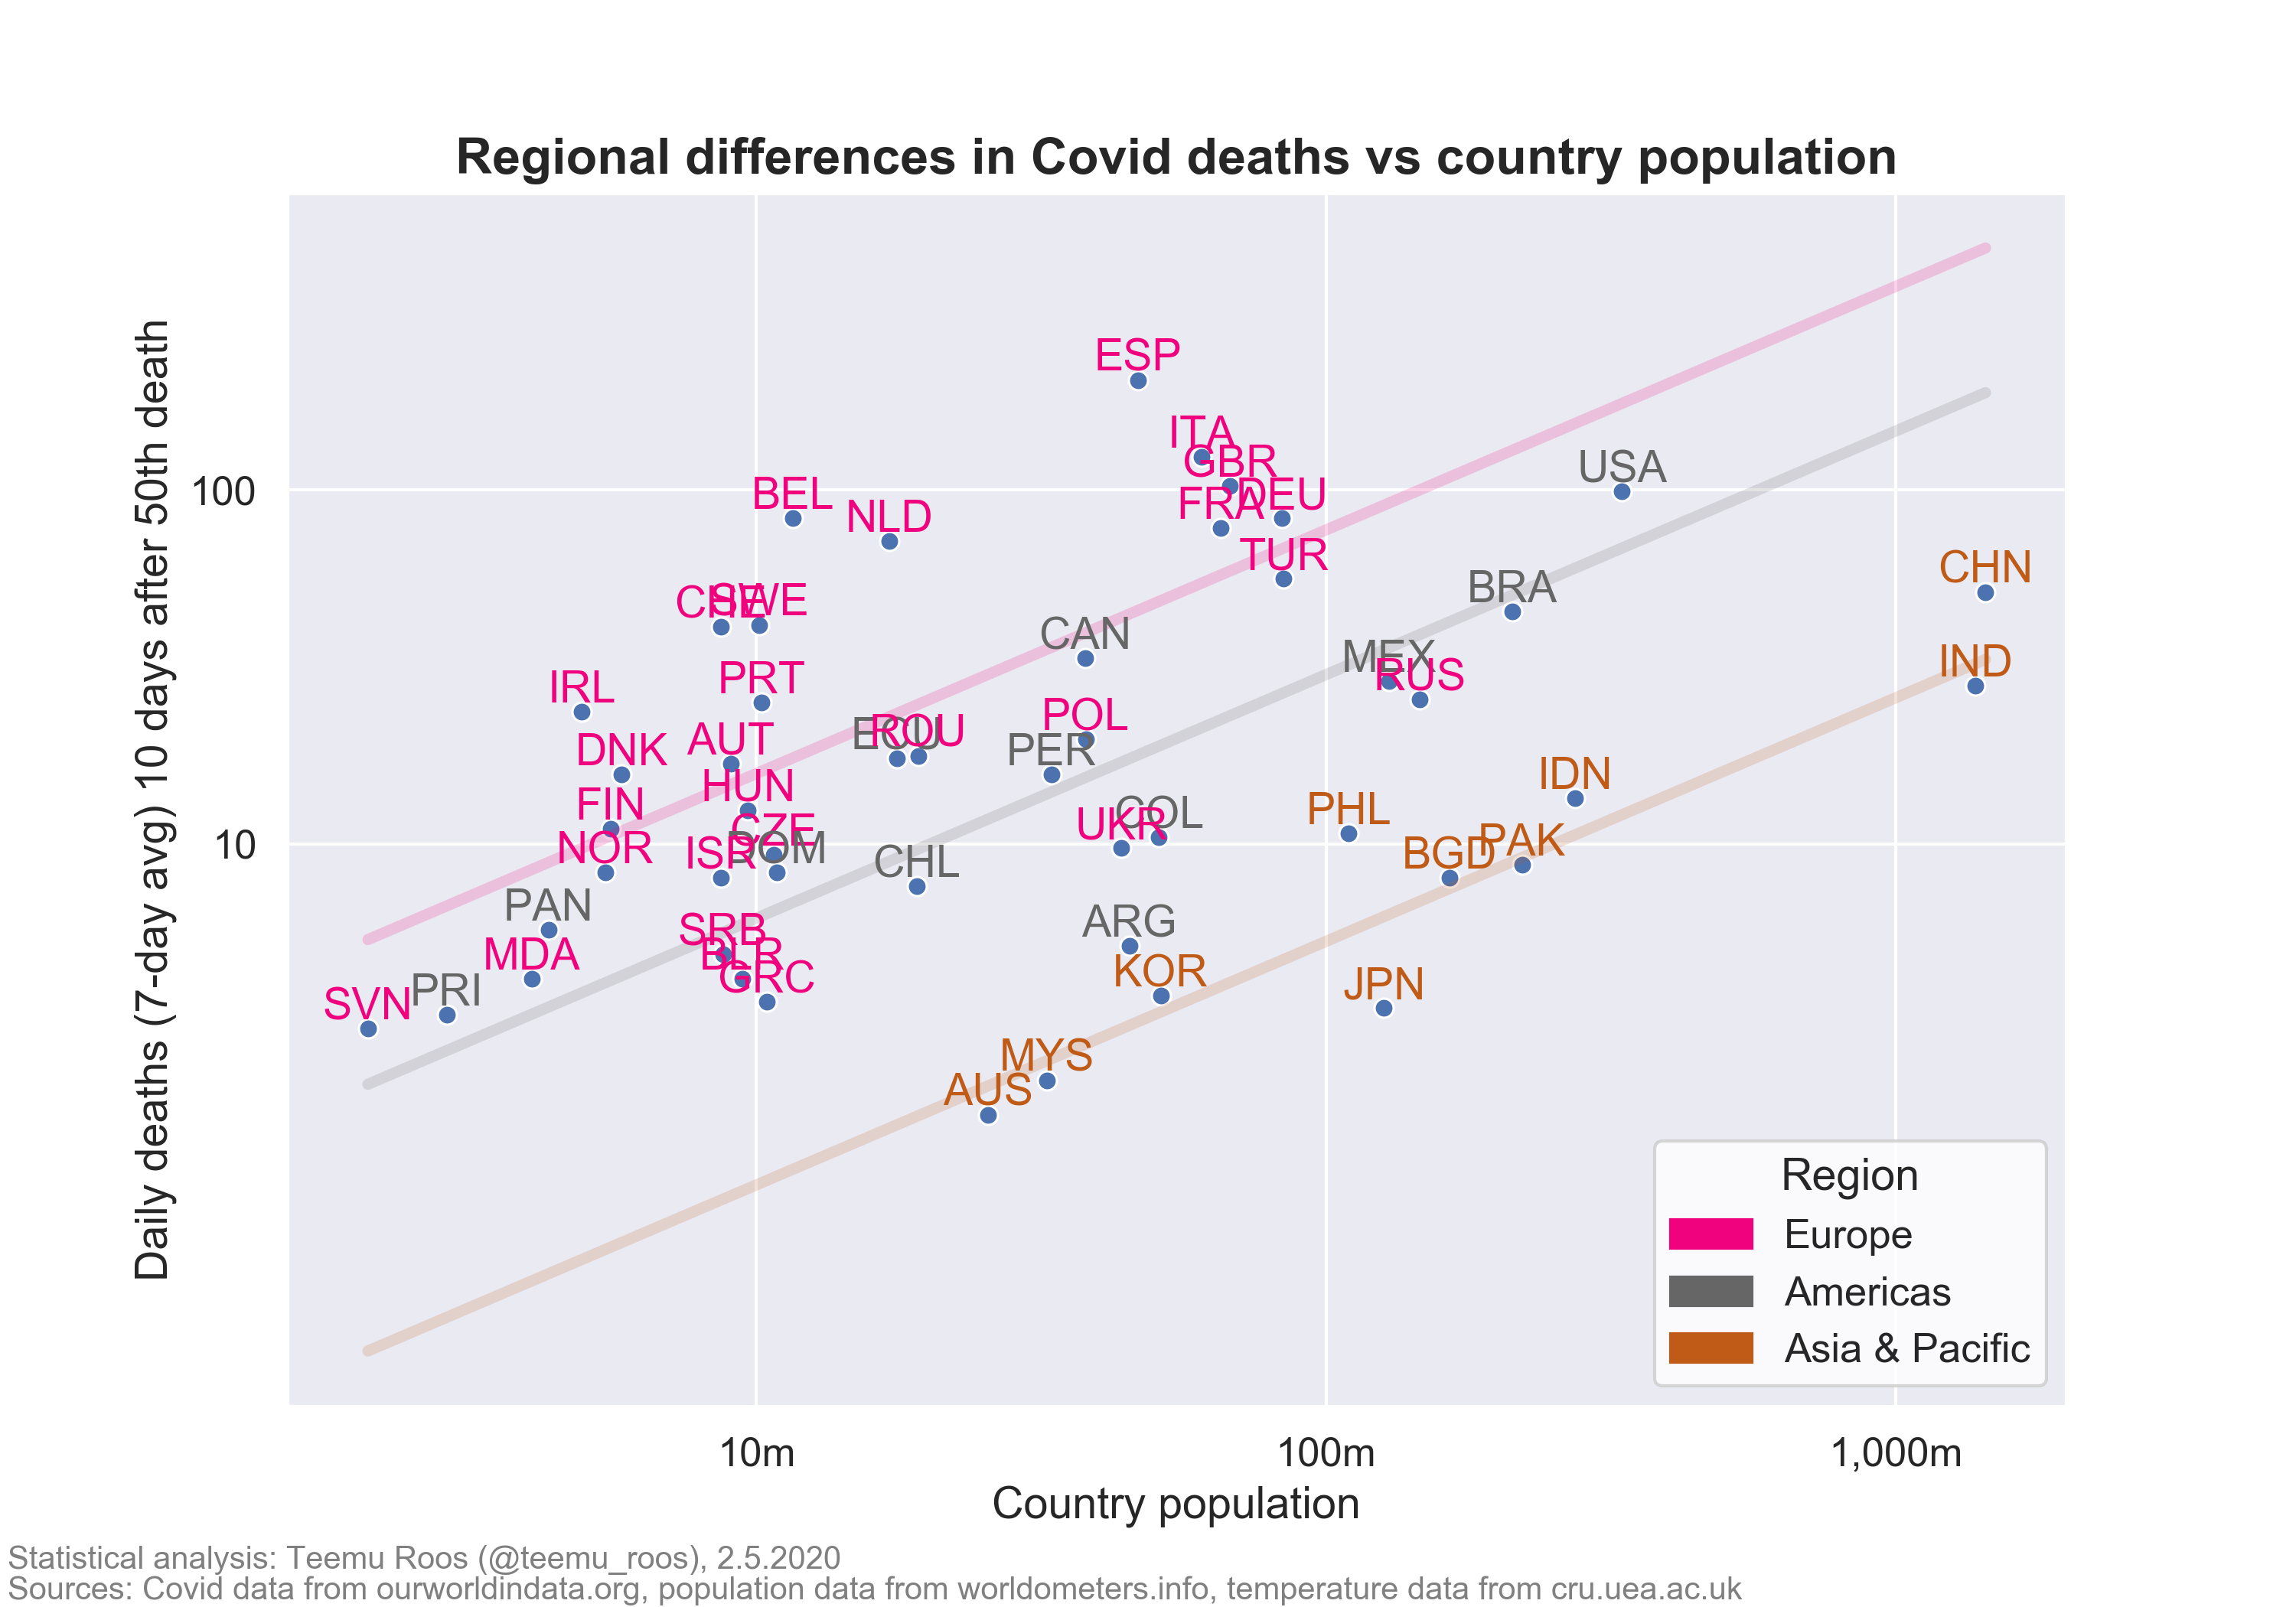 Regional differences in Covid deaths vs country population
Daily deaths (7-day avg) 10 days after 50th death
100
10
ESP
ITA
GBR
USA
BEL
DEU
FRA
NLD
TUR
CHN
BRA
SWE
CHE
CAN
MEX
IND
RUS
PRT
IRL
POL
ROU
ECU
AUT
DNK
PER
IDN
HUN
FIN
COL
PHL
UKR
CZE
DOM
NOR
ISR
PAK
BGD
CHL
PAN
ARG
SRB
BLR
MDA
GRC
KOR
JPN
PRI
SVN
MYS
AUS
Region
Europe
Americas
Asia & Pacific
10m
100m
1,000m
Country population
Statistical analysis: Teemu Roos (@teemu_roos), 2.5.2020
Sources: Covid data from ourworldindata.org, population data from worldometers.info, temperature data from cru.uea.ac.uk